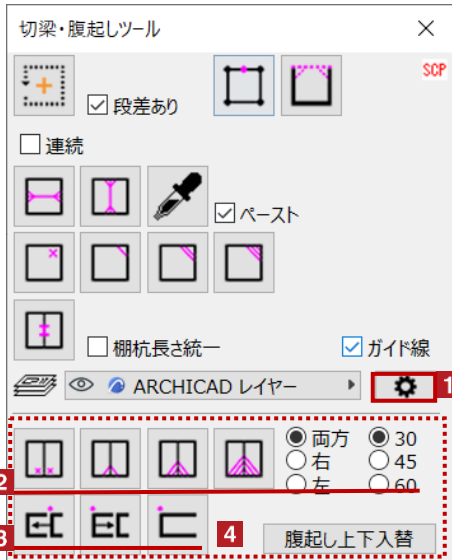 切梁・腹起しツール
SCP
段差あり
連続
ペースト
棚杭長さ統一
ガイド線
ARCHICAD レイヤー
1
両方
30
右
45
左
60
2
3
4
腹起し上下入替